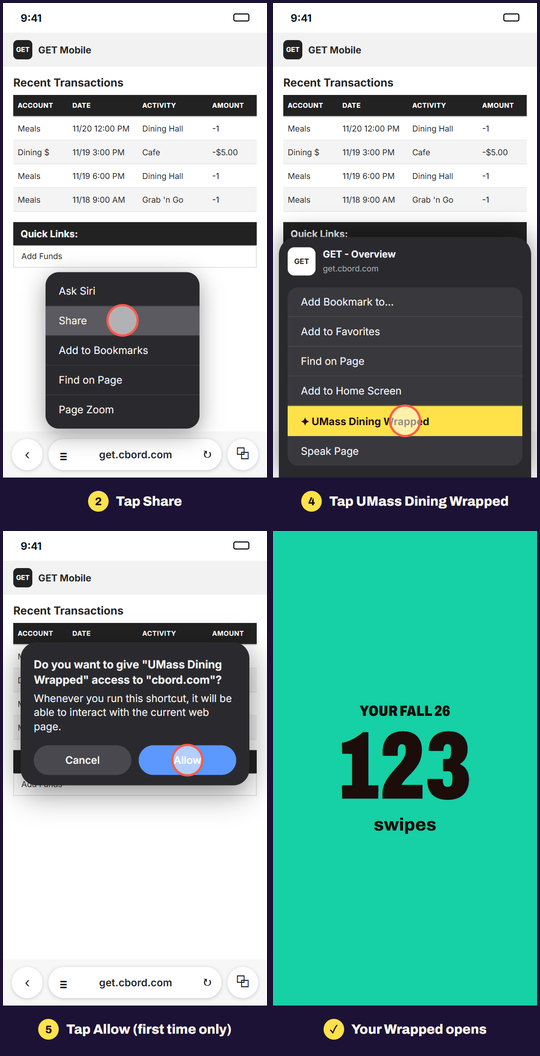 9:41
GET GET Mobile
Recent Transactions
ACCOUNT DATE ACTIVITY AMOUNT
Meals 11/20 12:00 PM Dining Hall -1
Dining $ 11/19 3:00 PM Cafe -$5.00
Meals 11/19 6:00 PM Dining Hall -1
Meals 11/18 9:00 AM Grab 'n Go -1
Quick Links:
Add Funds
Ask Siri
Share
Add to Bookmarks
Find on Page
Page Zoom
get.cbord.com
2 Tap Share
9:41
GET GET Mobile
Recent Transactions
ACCOUNT DATE ACTIVITY AMOUNT
Meals 11/20 12:00 PM Dining Hall -1
Dining $ 11/19 3:00 PM Cafe -$5.00
Meals 11/19 6:00 PM Dining Hall -1
Meals 11/18 9:00 AM Grab 'n Go -1
Quick Links:
GET GET - Overview
get.cbord.com
Add Bookmark to...
Add to Favorites
Find on Page
Add to Home Screen
✦ UMass Dining Wrapped
Speak Page
4 Tap UMass Dining Wrapped
9:41
GET GET Mobile
Recent Transactions
ACCOUNT DATE ACTIVITY AMOUNT
Do you want to give "UMass Dining
Wrapped" access to "cbord.com"?
Whenever you run this shortcut, it will be
able to interact with the current web
page.
Cancel Allow
Add Funds
get.cbord.com
5 Tap Allow (first time only)
YOUR FALL 26
123
swipes
✓ Your Wrapped opens